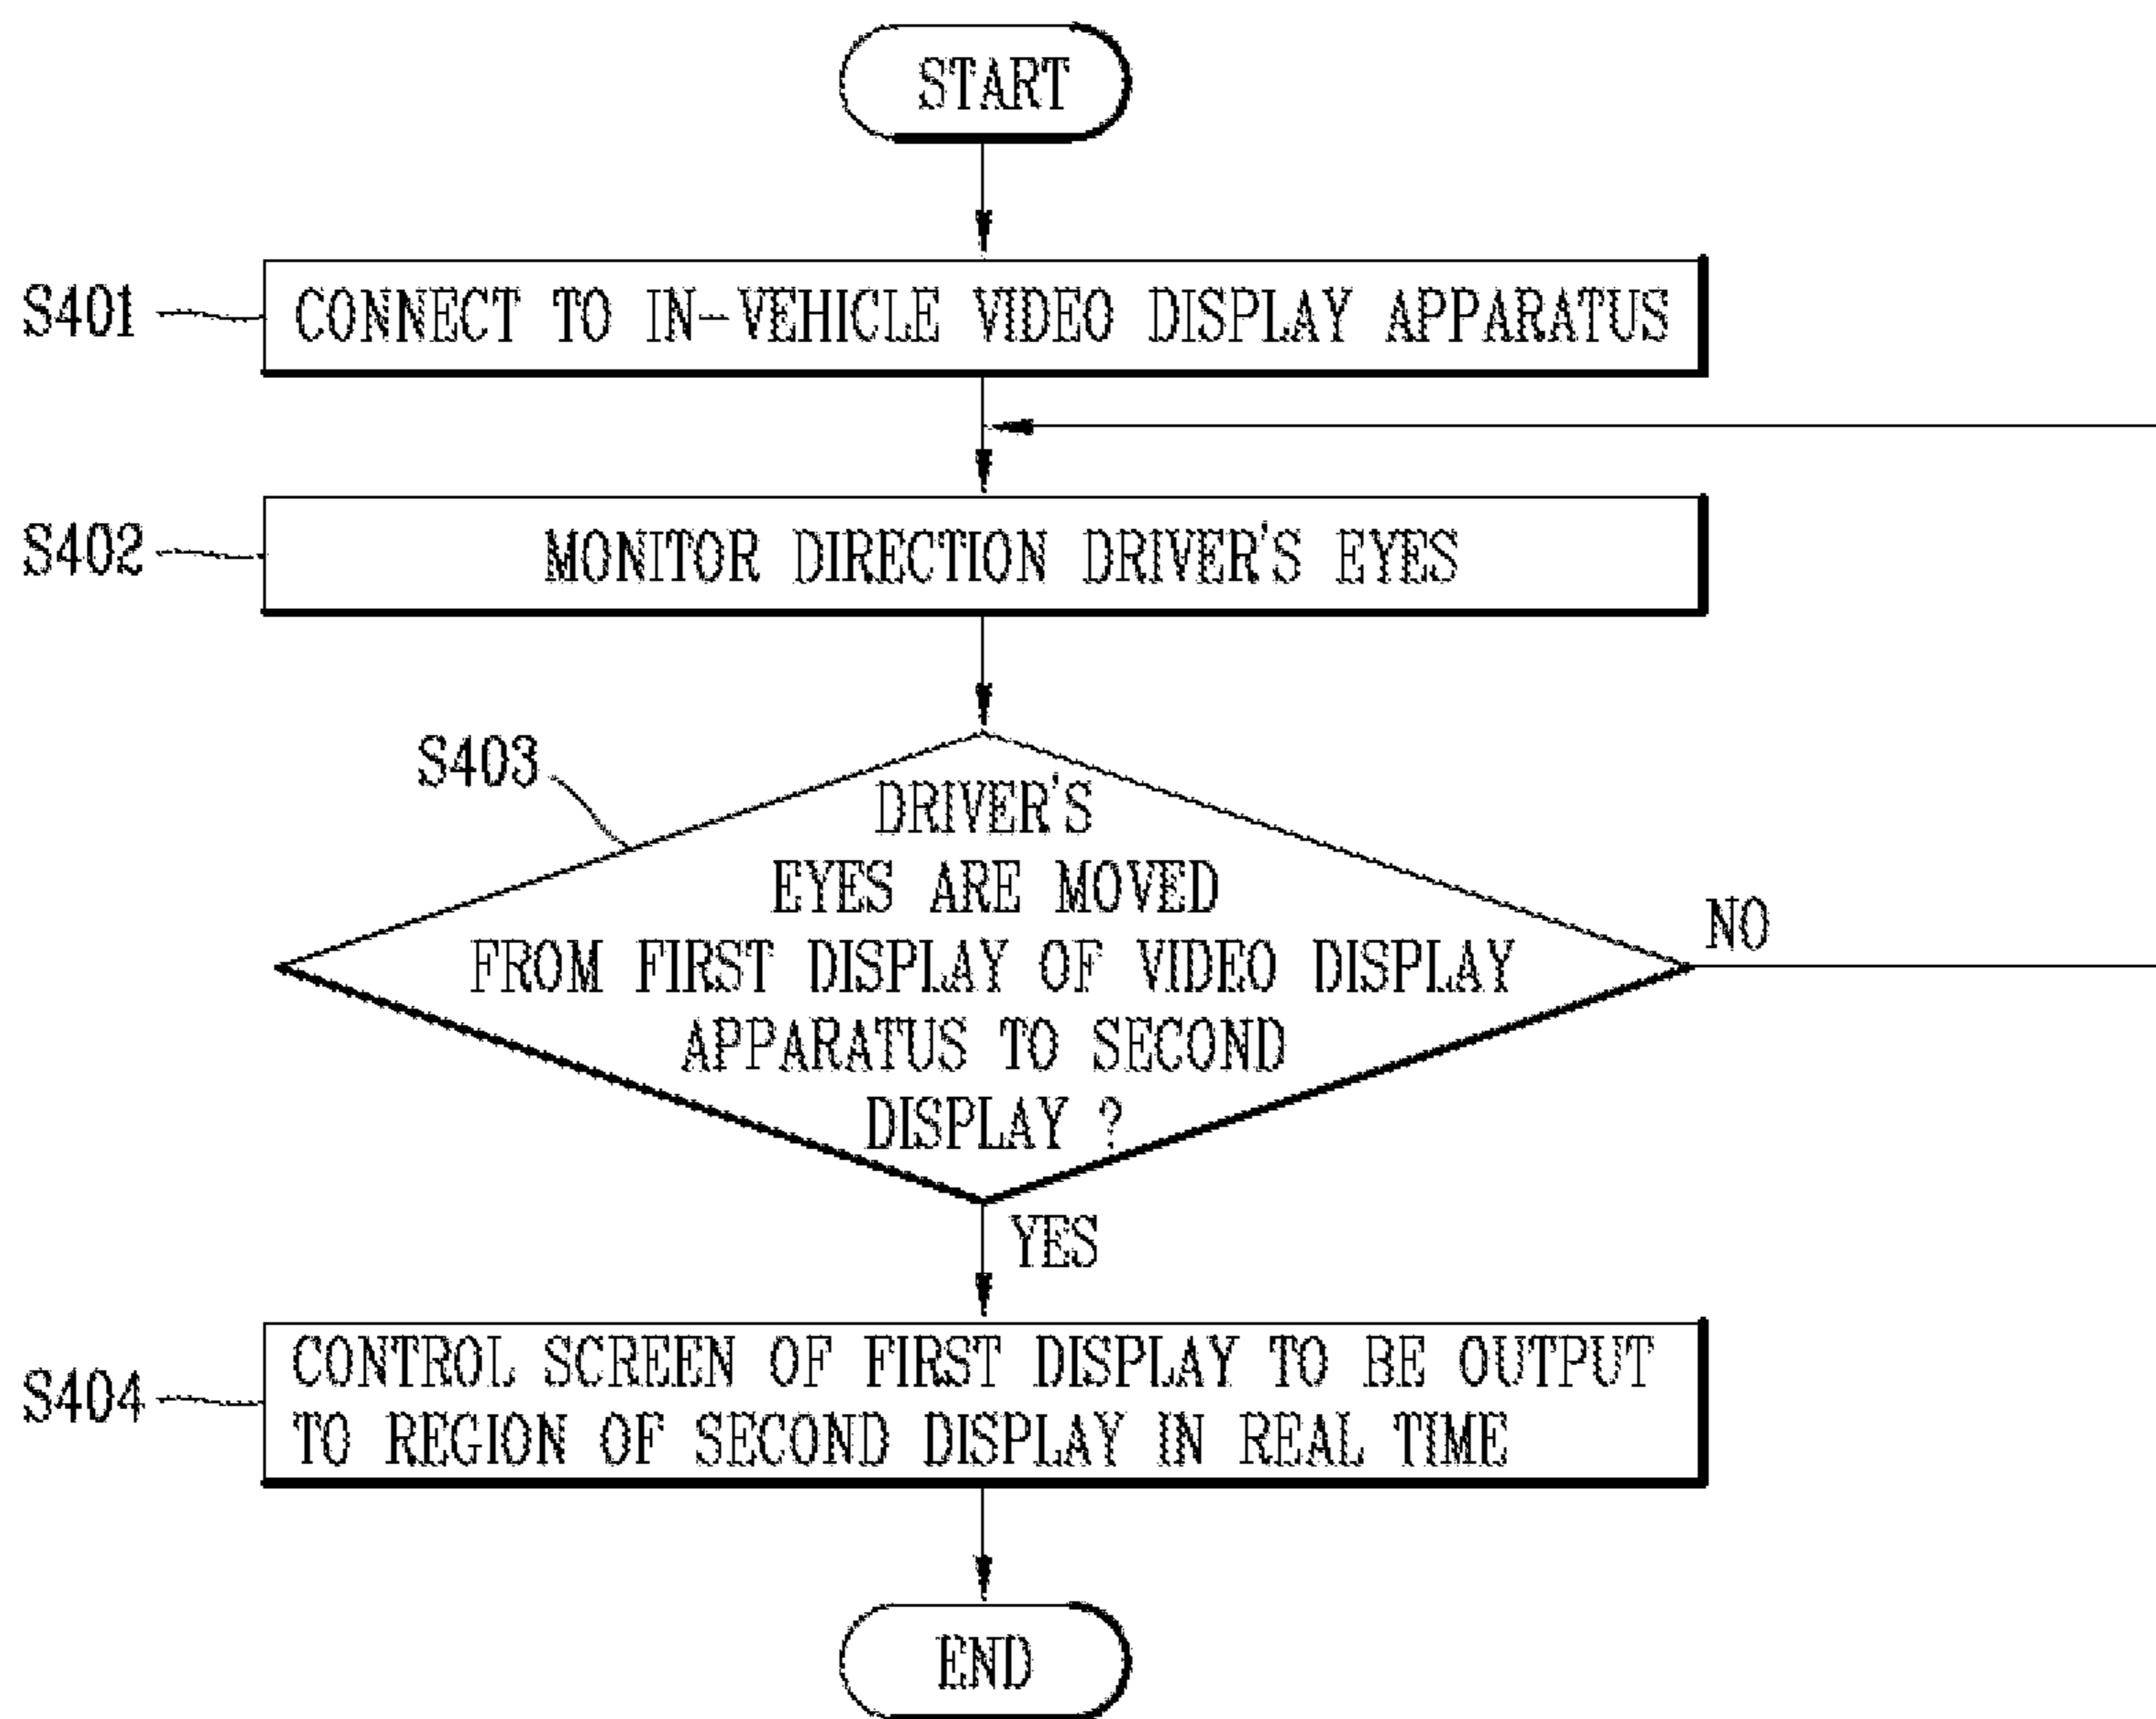 START
S401
CONNECT TO IN-VEHICLE VIDEO DISPLAY APPARATUS
S402
MONITOR DIRECTION DRIVER'S EYES
S403
DRIVER'S
EYES ARE MOVED
FROM FIRST DISPLAY OF VIDEO DISPLAY
APPARATUS TO SECOND
DISPLAY ?
NO
YES
S404
CONTROL SCREEN OF FIRST DISPLAY TO BE OUTPUT
TO REGION OF SECOND DISPLAY IN REAL TIME
END